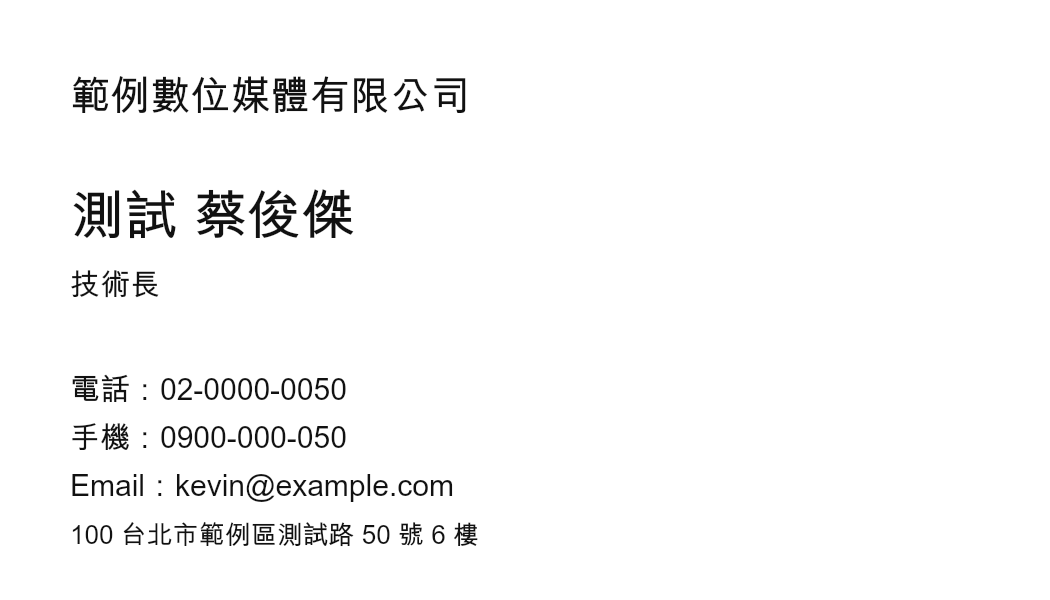 範例數位媒體有限公司
測試 蔡俊傑
技術長
電話：02-0000-0050
手機：0900-000-050
Email：kevin@example.com
100 台北市範例區測試路 50 號 6 樓